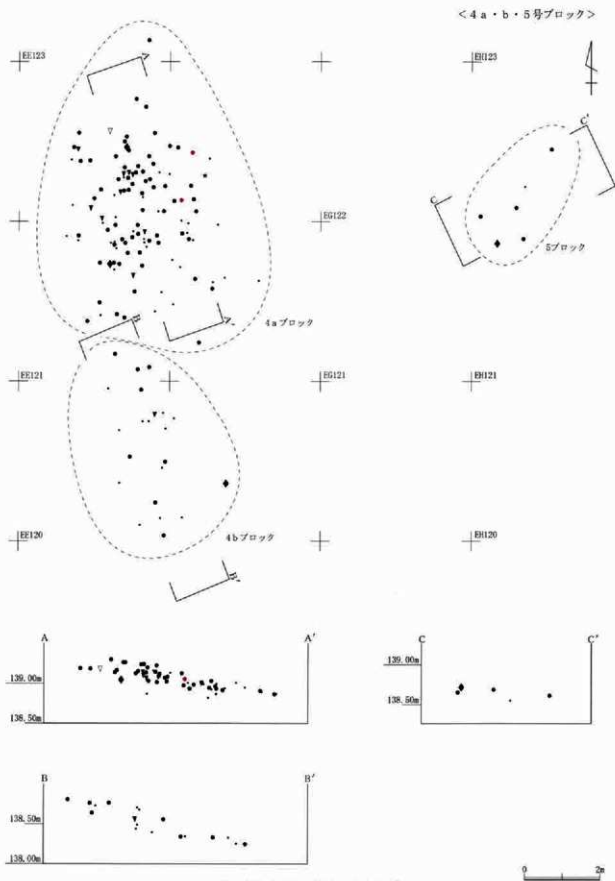 <4a・b・5号ブロック>
EE123
EH123
A
C'
C
EG122
5ブロック
B
A'
4aブロック
EE121
EG121
EH121
EE120
4bブロック
EH120
B'
A
A'
139.00m
138.50m
C
C'
139.00m
138.50m
B
B'
138.50m
138.00m
0
2m